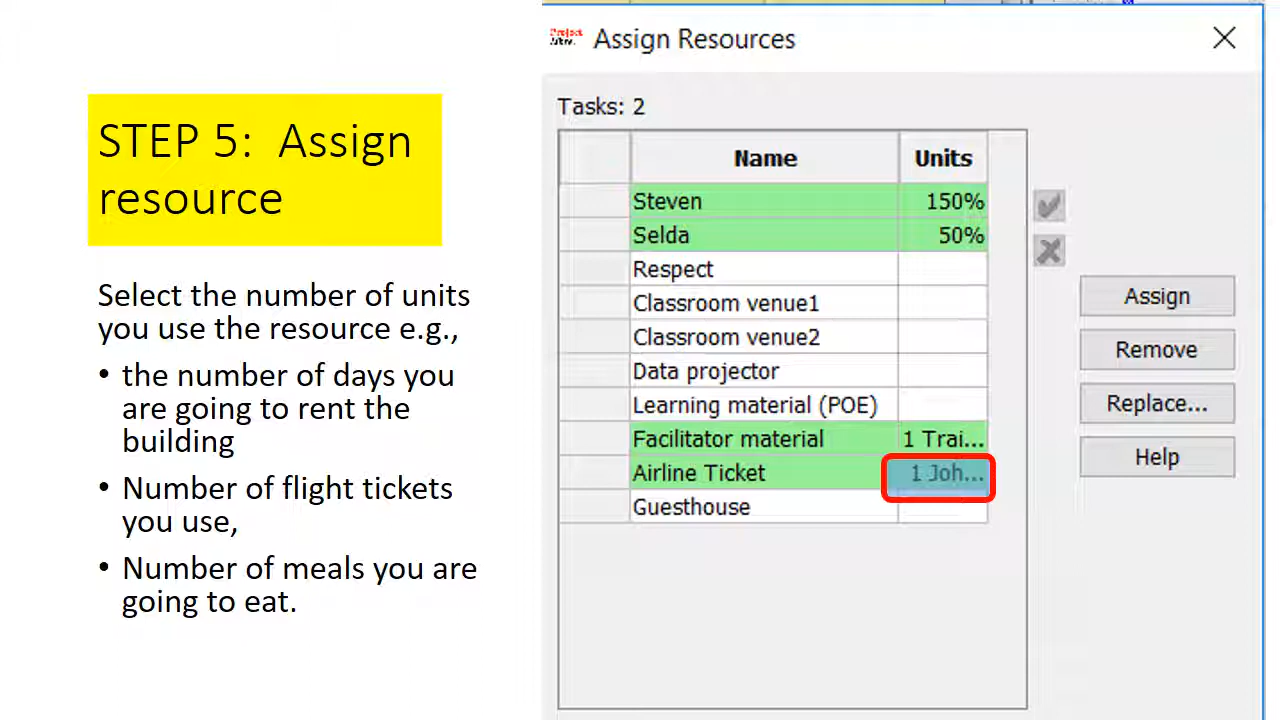 STEP 5:  Assign
resource
Select the number of units
you use the resource e.g.,
• the number of days you
are going to rent the
building
• Number of flight tickets
you use,
• Number of meals you are
going to eat.
Assign Resources
Tasks: 2
Name Units
Steven 150%
Selda 50%
Respect
Classroom venue1
Classroom venue2
Data projector
Learning material (POE)
Facilitator material 1 Trai...
Airline Ticket 1 Joh...
Guesthouse
Assign
Remove
Replace...
Help